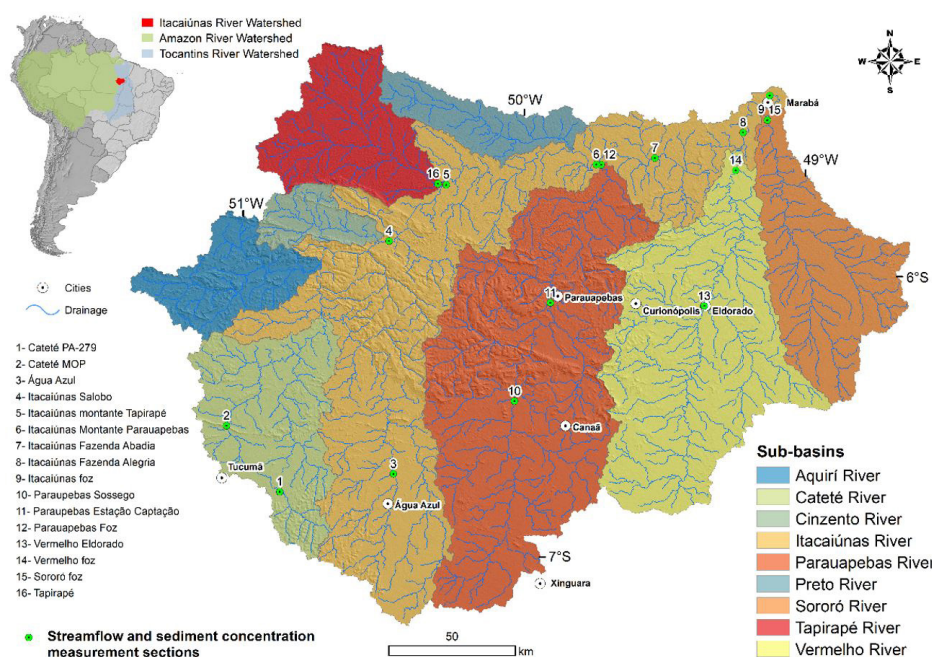 Itacaiúnas River Watershed
Amazon River Watershed
Tocantins River Watershed
N
W E
S
50°W
Marabá
9 15
8
6 12
7
14
49°W
16 5
51°W
4
6°S
Cities
Drainage
11
Parauapebas
Curionópolis
13
Eldorado
1- Cateté PA-279
2- Cateté MOP
3- Água Azul
4- Itacaiúnas Salobo
5- Itacaiúnas montante Tapirapé
6- Itacaiúnas Montante Parauapebas
7- Itacaiúnas Fazenda Abadia
8- Itacaiúnas Fazenda Alegria
9- Itacaiúnas foz
10- Paraupebas Sossego
11- Paraupebas Estação Captação
12- Parauapebas Foz
13- Vermelho Eldorado
14- Vermelho foz
15- Sororó foz
16- Tapirapé
10
2
Canaã
Tucumã
3
1
Água Azul
7°S
Xinguara
Sub-basins
Aquirí River
Cateté River
Cinzento River
Itacaiúnas River
Parauapebas River
Preto River
Sororó River
Tapirapé River
Vermelho River
Streamflow and sediment concentration
measurement sections
50
km